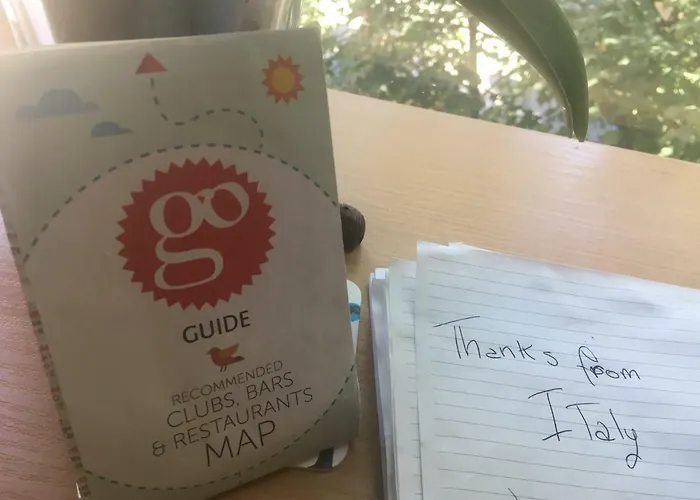 go
GUIDE
RECOMMENDED
CLUBS, BARS
& RESTAURANTS
MAP
Thanks from
ITaly